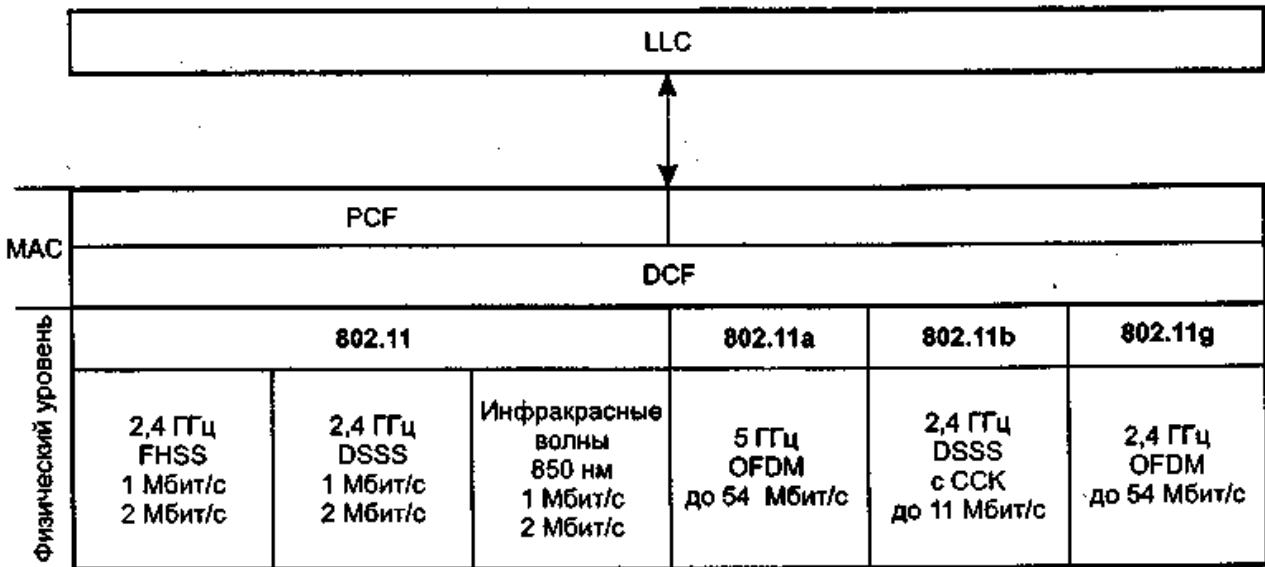 LLC
PCF
MAC
DCF
Физический уровень
802.11
802.11a
802.11b
802.11g
2,4 ГГц
FHSS
1 Мбит/с
2 Мбит/с
2,4 ГГц
DSSS
1 Мбит/с
2 Мбит/с
Инфракрасные
волны
850 нм
1 Мбит/с
2 Мбит/с
5 ГГц
OFDM
до 54 Мбит/с
2,4 ГГц
DSSS
с ССК
до 11 Мбит/с
2,4 ГГц
OFDM
до 54 Мбит/с